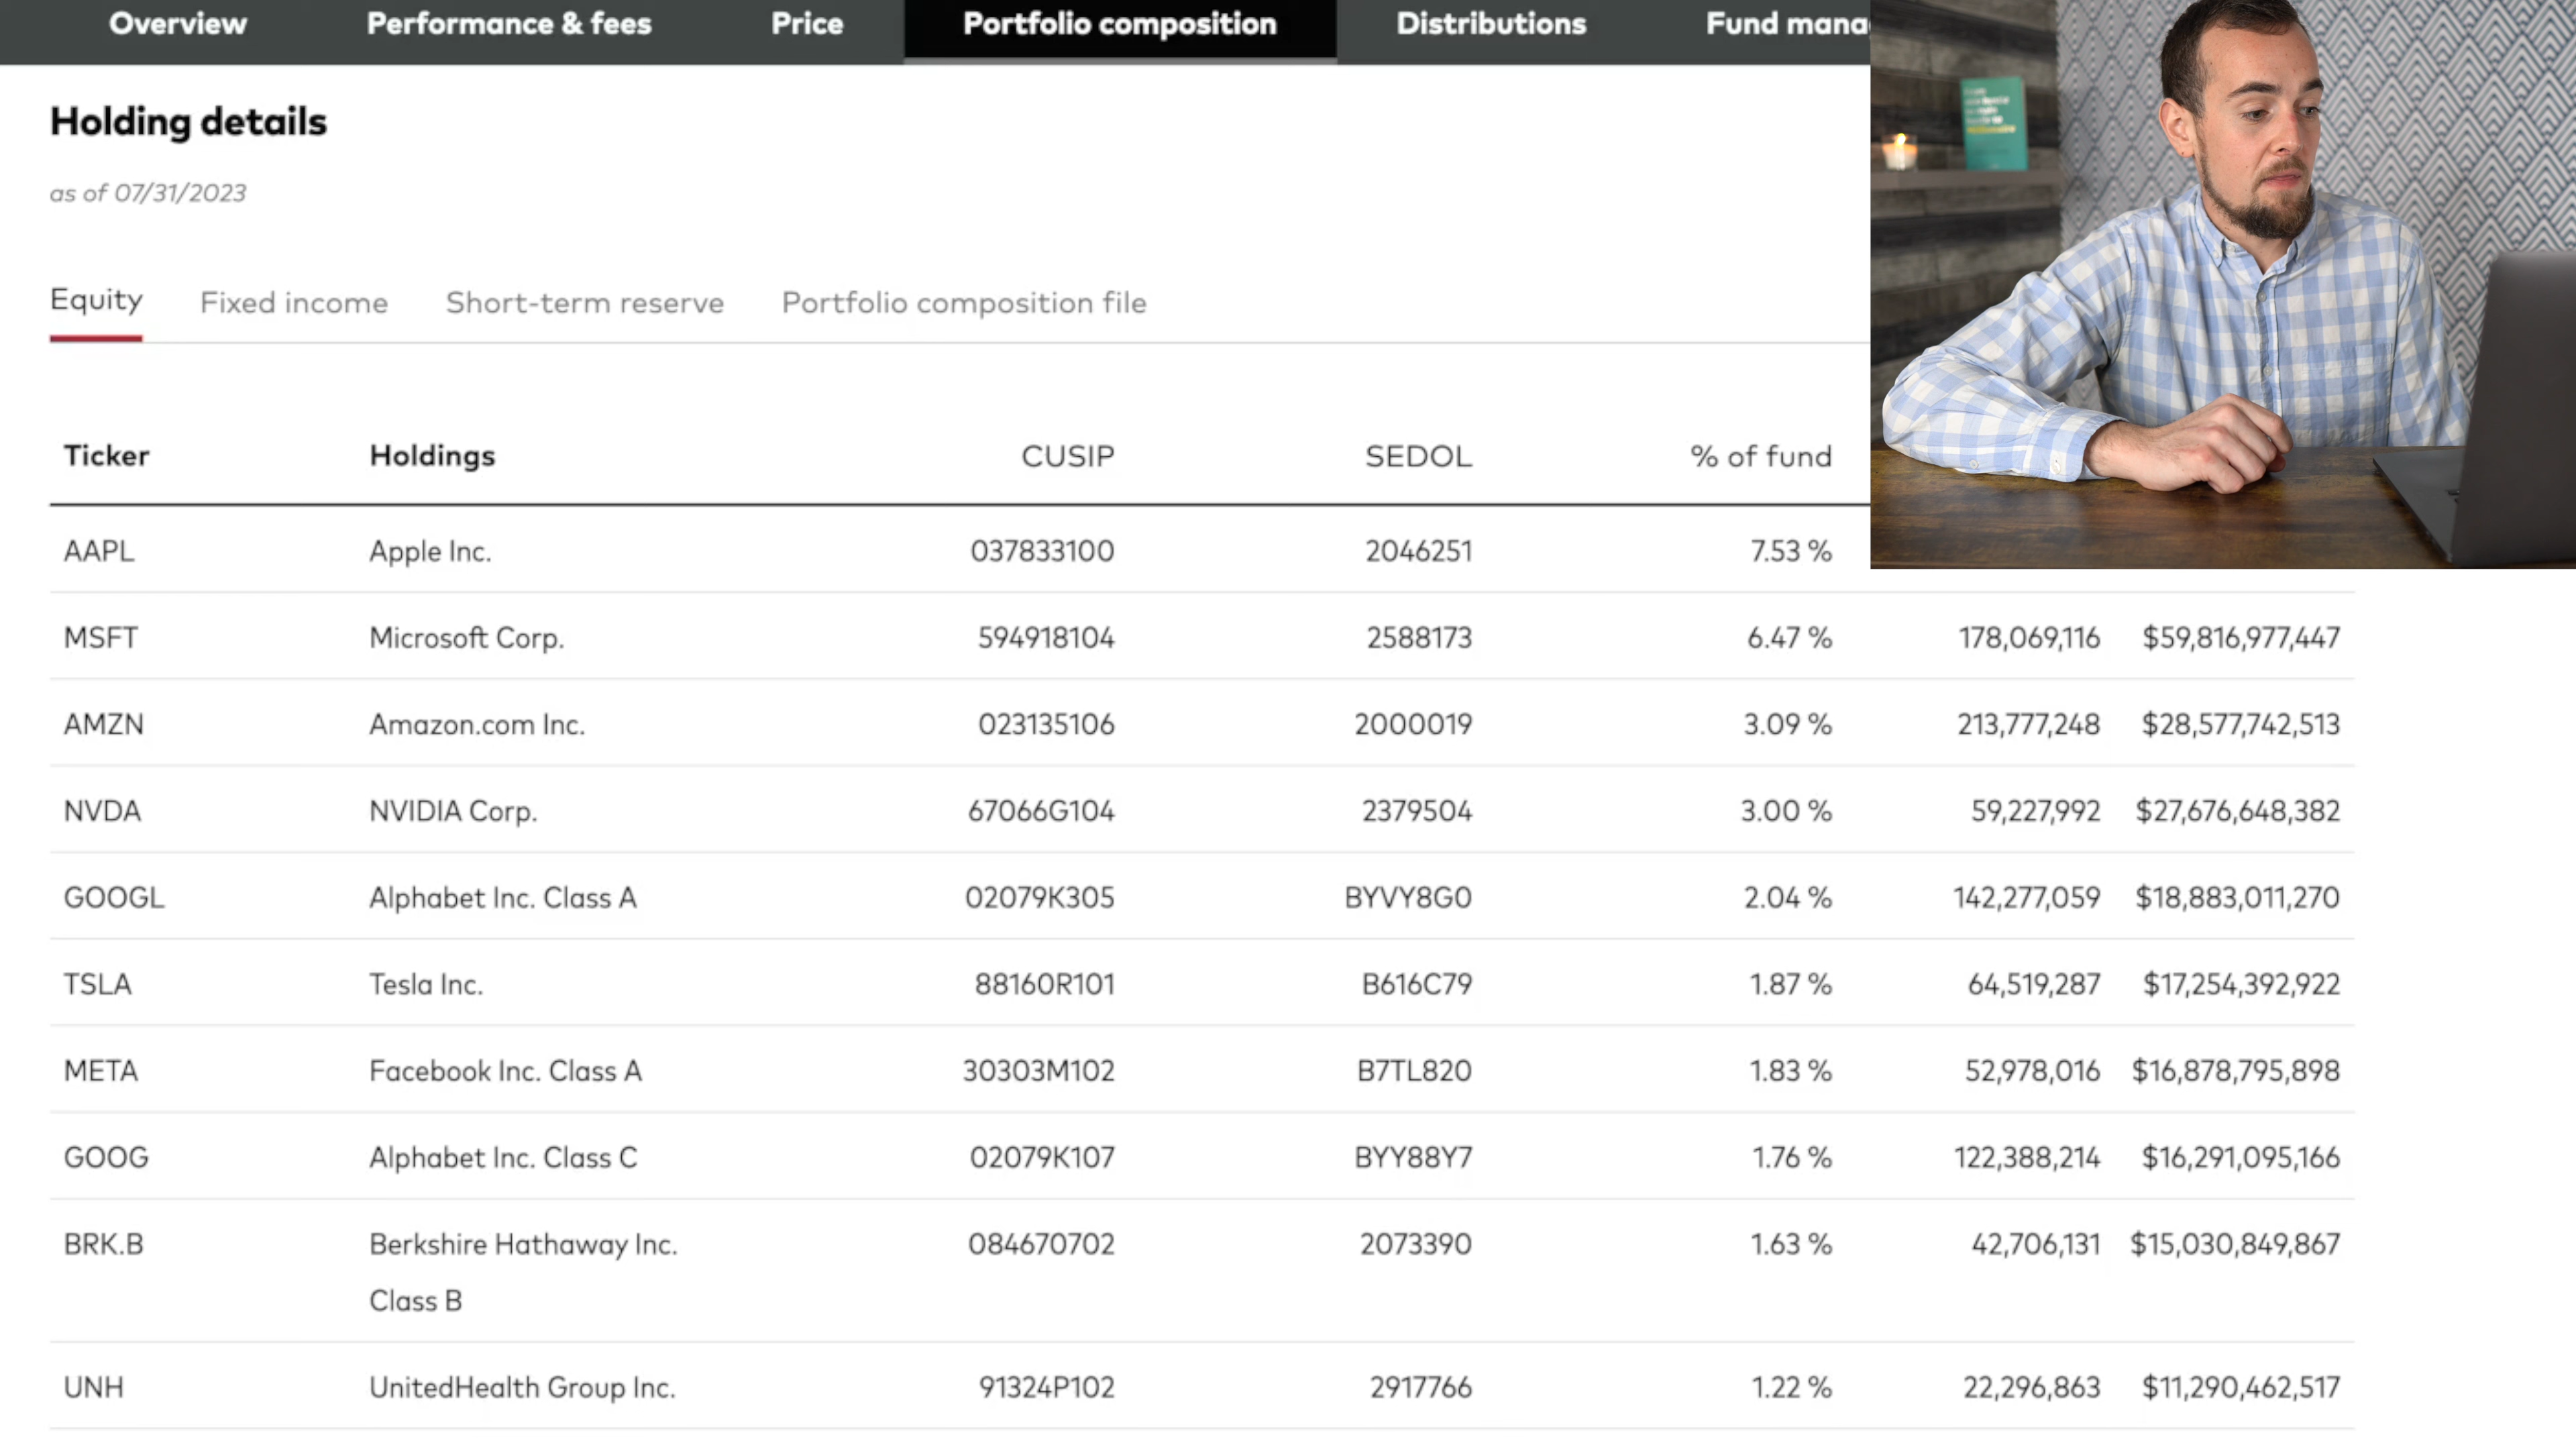 Overview Performance & fees Price Portfolio composition Distributions Fund mana
Holding details
as of 07/31/2023
Equity Fixed income Short-term reserve Portfolio composition file
Ticker Holdings CUSIP SEDOL % of fund
AAPL Apple Inc. 037833100 2046251 7.53 %
MSFT Microsoft Corp. 594918104 2588173 6.47 % 178,069,116 $59,816,977,447
AMZN Amazon.com Inc. 023135106 2000019 3.09 % 213,777,248 $28,577,742,513
NVDA NVIDIA Corp. 67066G104 2379504 3.00 % 59,227,992 $27,676,648,382
GOOGL Alphabet Inc. Class A 02079K305 BYVY8G0 2.04 % 142,277,059 $18,883,011,270
TSLA Tesla Inc. 88160R101 B616C79 1.87 % 64,519,287 $17,254,392,922
META Facebook Inc. Class A 30303M102 B7TL820 1.83 % 52,978,016 $16,878,795,898
GOOG Alphabet Inc. Class C 02079K107 BYY88Y7 1.76 % 122,388,214 $16,291,095,166
BRK.B Berkshire Hathaway Inc. 084670702 2073390 1.63 % 42,706,131 $15,030,849,867
Class B
UNH UnitedHealth Group Inc. 91324P102 2917766 1.22 % 22,296,863 $11,290,462,517